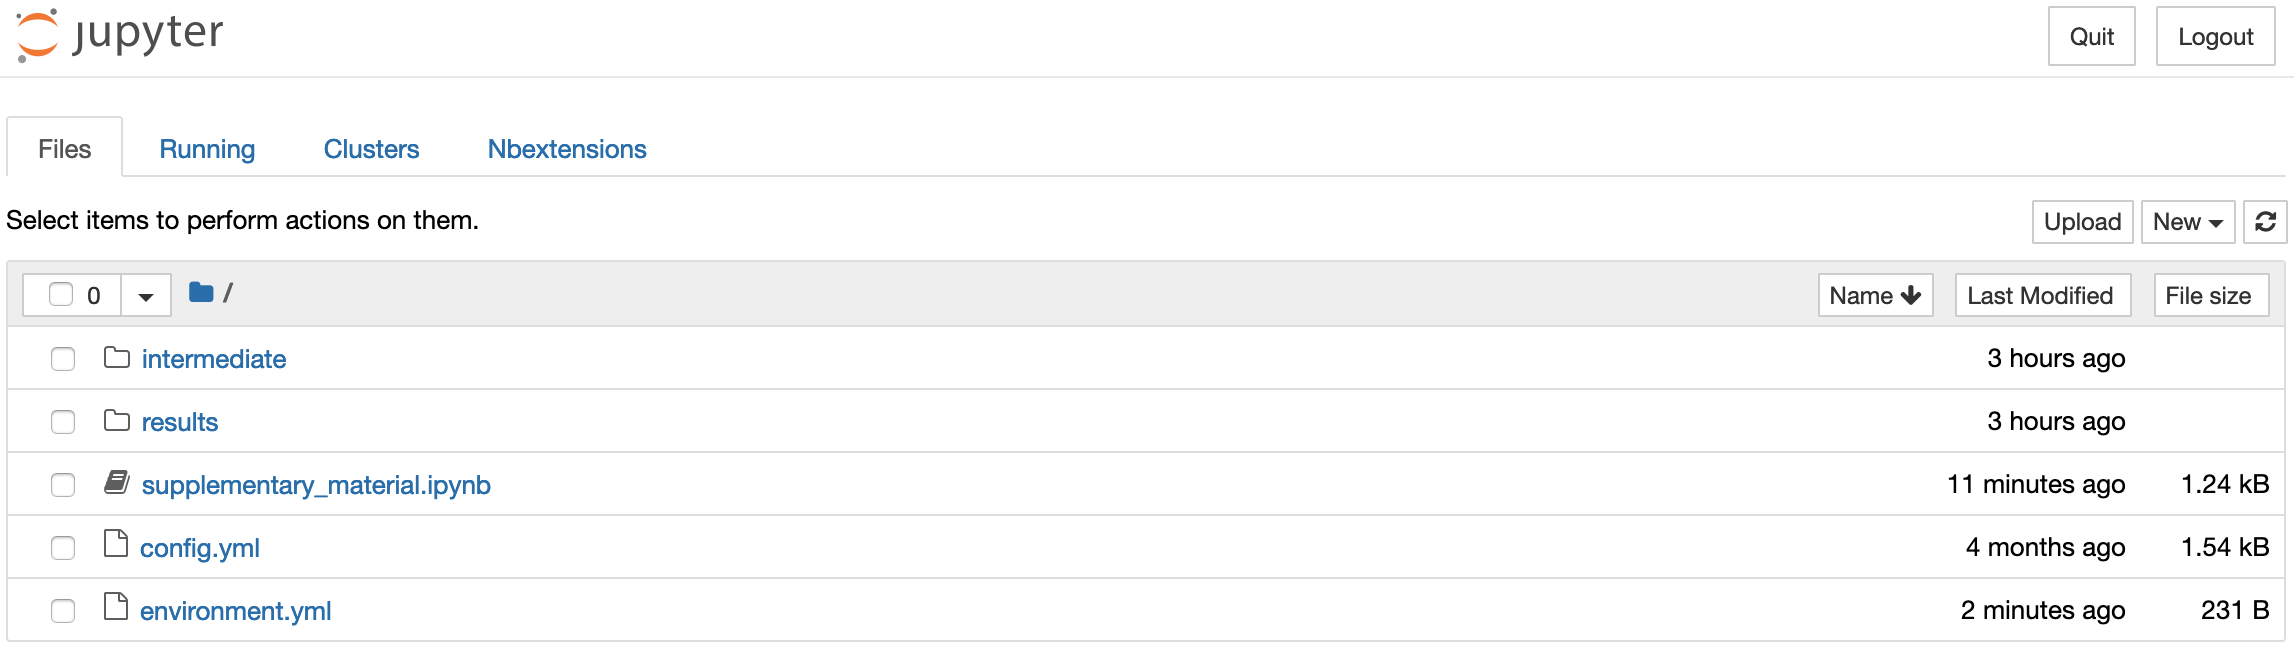 jupyter Quit Logout
Files Running Clusters Nbextensions
Select items to perform actions on them. Upload New
0 / Name Last Modified File size
intermediate 3 hours ago
results 3 hours ago
supplementary_material.ipynb 11 minutes ago 1.24 kB
config.yml 4 months ago 1.54 kB
environment.yml 2 minutes ago 231 B